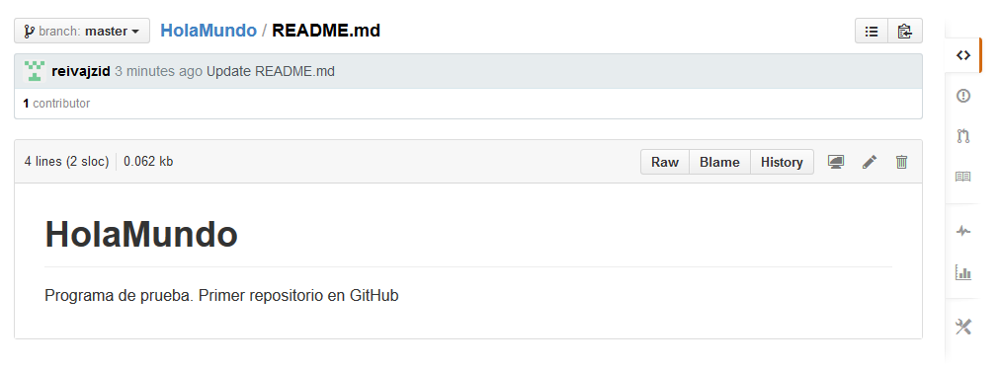 branch: master HolaMundo / README.md
reivajzid 3 minutes ago Update README.md
1 contributor
4 lines (2 sloc) 0.062 kb Raw Blame History
HolaMundo
Programa de prueba. Primer repositorio en GitHub